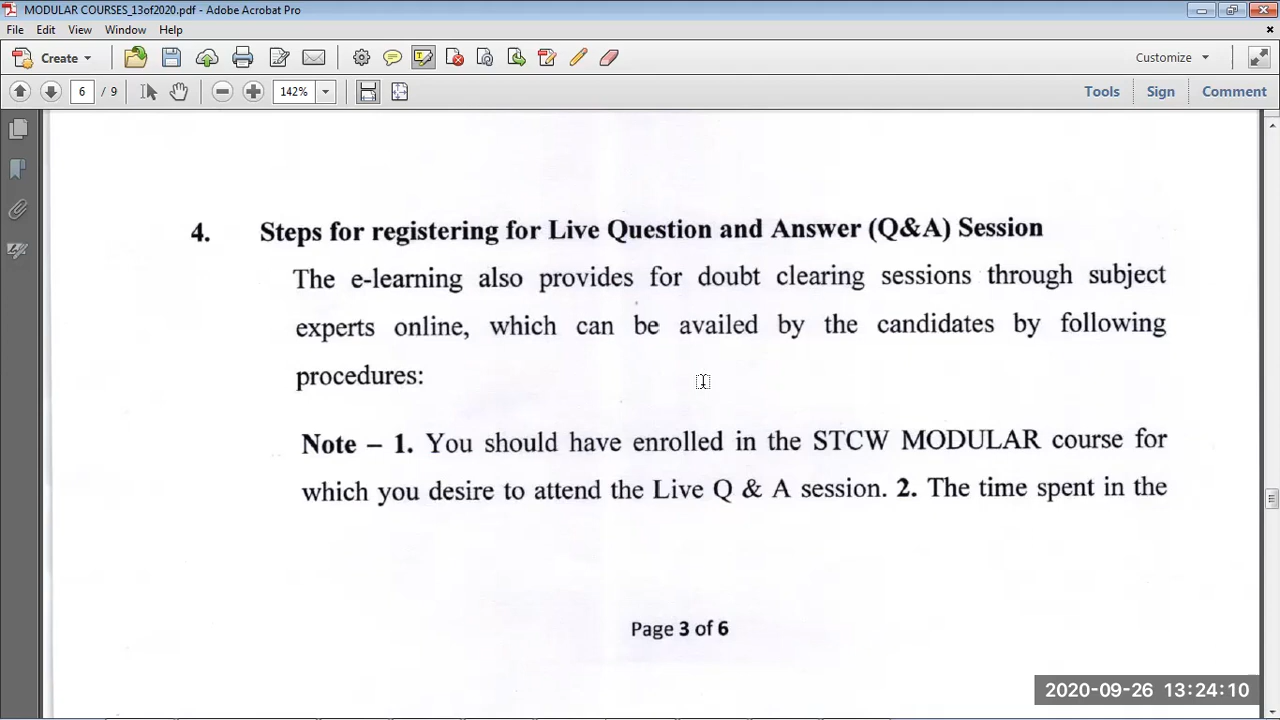 MODULAR COURSES_13of2020.pdf - Adobe Acrobat Pro
File Edit View Window Help
Create Customize
6 / 9 142% Tools Sign Comment
4. Steps for registering for Live Question and Answer (Q&A) Session
The e-learning also provides for doubt clearing sessions through subject
experts online, which can be availed by the candidates by following
procedures:
Note – 1. You should have enrolled in the STCW MODULAR course for
which you desire to attend the Live Q & A session. 2. The time spent in the
Page 3 of 6
2020-09-26 13:24:10